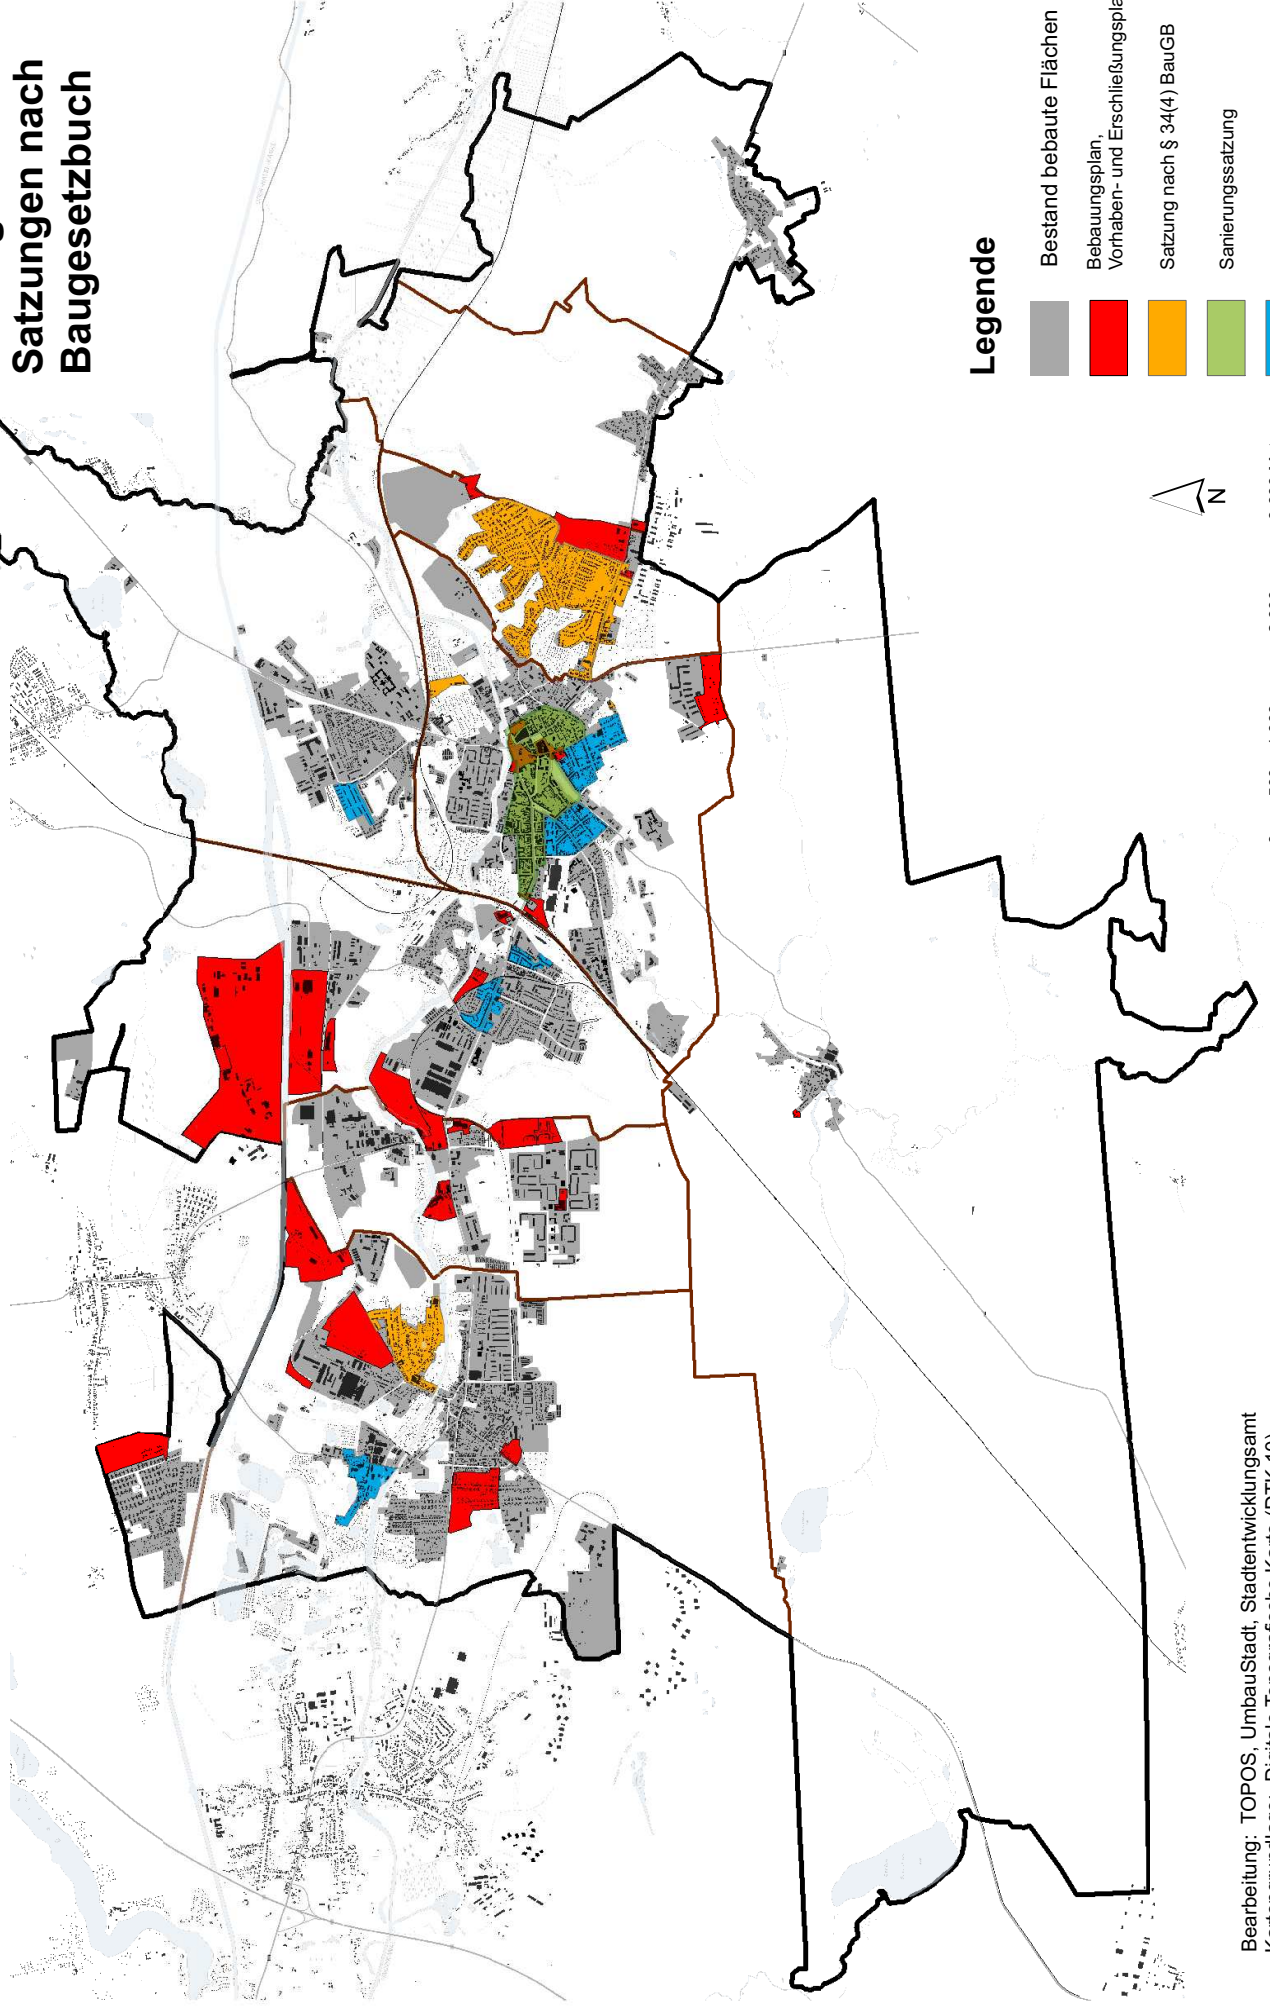 Satzungen nach
Baugesetzbuch
Legende
Bestand bebaute Flächen
Bebauungsplan,
Vorhaben- und Erschließungspla
Satzung nach § 34(4) BauGB
Sanierungssatzung
N
Bearbeitung: TOPOS, UmbauStadt, Stadtentwicklungsamt